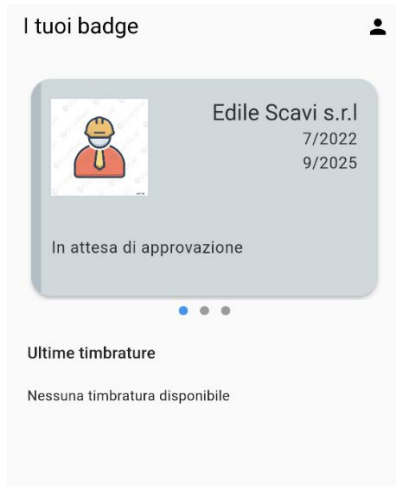 I tuoi badge
Edile Scavi s.r.l
7/2022
9/2025
In attesa di approvazione
Ultime timbrature
Nessuna timbratura disponibile